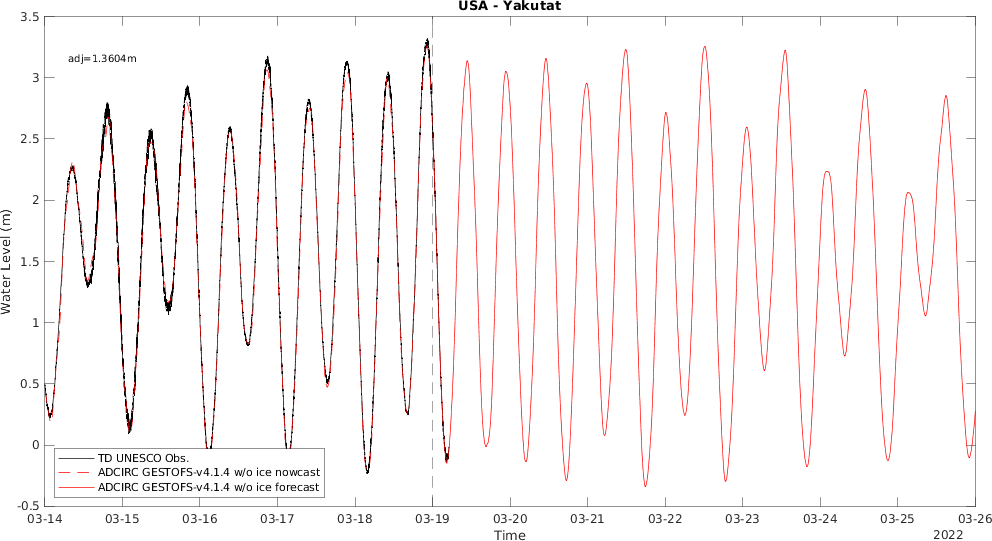 USA - Yakutat
adj=1.3604m
Water Level (m)
3.5
3
2.5
2
1.5
1
0.5
0
-0.5
TD UNESCO Obs.
ADCIRC GESTOFS-v4.1.4 w/o ice nowcast
ADCIRC GESTOFS-v4.1.4 w/o ice forecast
03-14 03-15 03-16 03-17 03-18 03-19 03-20 03-21 03-22 03-23 03-24 03-25 03-26
Time
2022